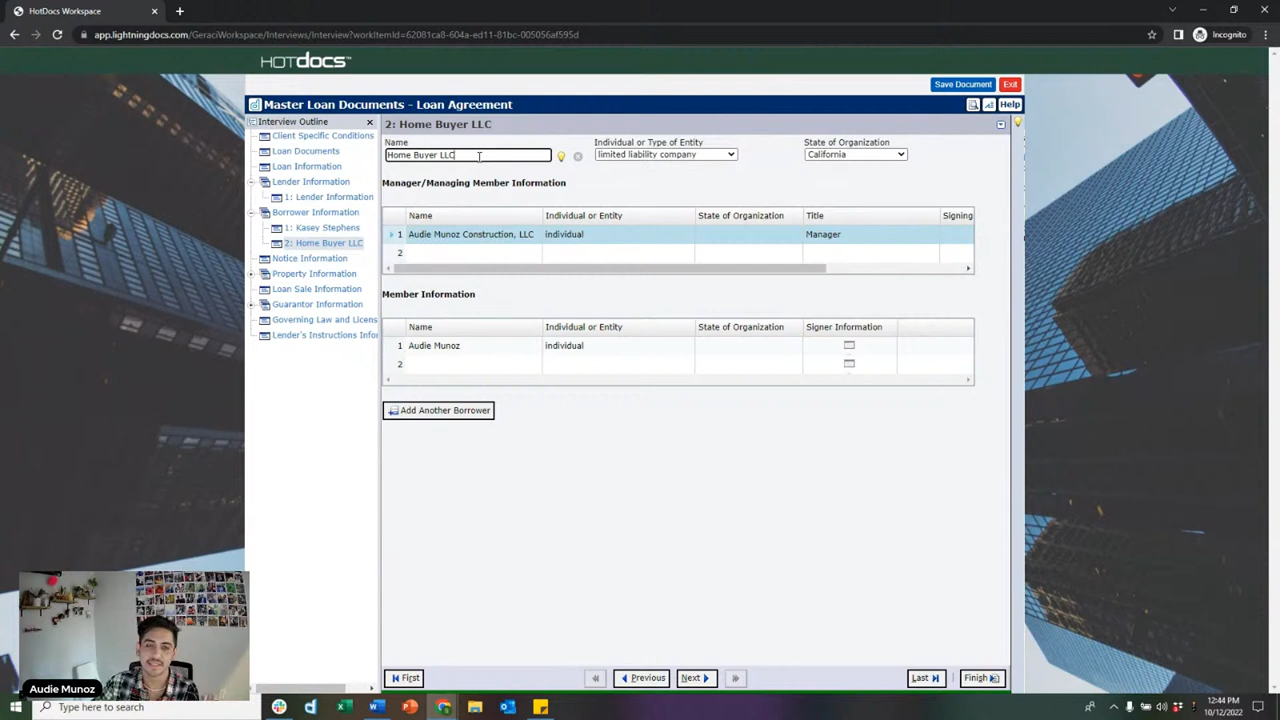 HotDocs Workspace
Incognito
app.lightningdocs.com/GeraciWorkspace/Interviews/Interview?workItemId=62081ca8-604a-ed11-81bc-005056af595d
HOTDOCS™
Save Document
Exit
Master Loan Documents - Loan Agreement
Help
Interview Outline
Client Specific Conditions
Loan Documents
Loan Information
Lender Information
1: Lender Information
Borrower Information
1: Kasey Stephens
2: Home Buyer LLC
Notice Information
Property Information
Loan Sale Information
Guarantor Information
Governing Law and Licens
Lender's Instructions Infor
2: Home Buyer LLC
Name Individual or Type of Entity State of Organization
Home Buyer LLC limited liability company California
Manager/Managing Member Information
Name Individual or Entity State of Organization Title Signing
1 Audie Munoz Construction, LLC individual Manager
2
Member Information
Name Individual or Entity State of Organization Signer Information
1 Audie Munoz individual
2
Add Another Borrower
First Previous Next Last Finish
Audie Munoz
Type here to search
12:44 PM
10/12/2022